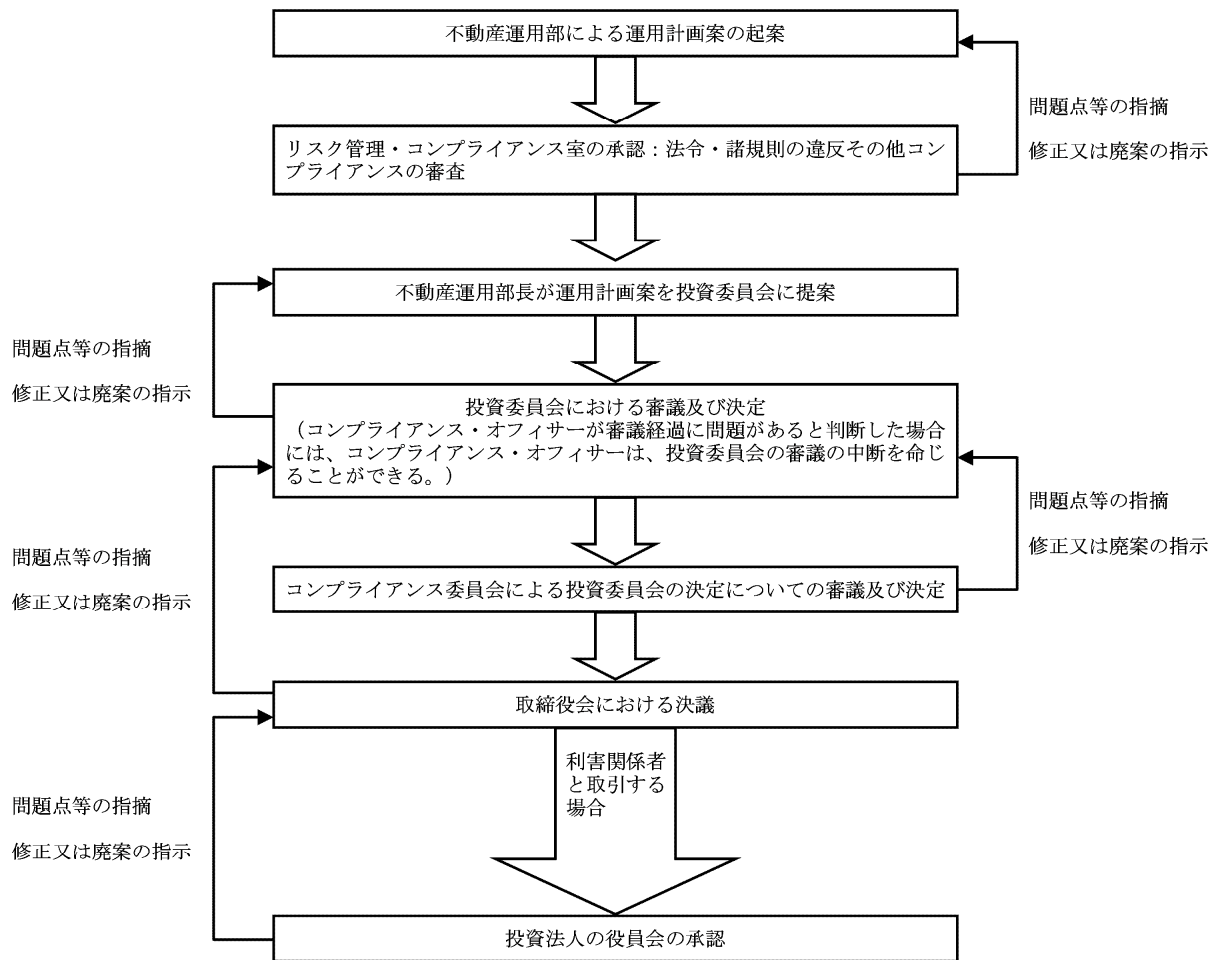 不動産運用部による運用計画案の起案
問題点等の指摘
修正又は廃案の指示
リスク管理・コンプライアンス室の承認：法令・諸規則の違反その他コン
プライアンスの審査
不動産運用部長が運用計画案を投資委員会に提案
問題点等の指摘
修正又は廃案の指示
投資委員会における審議及び決定
（コンプライアンス・オフィサーが審議経過に問題があると判断した場合
には、コンプライアンス・オフィサーは、投資委員会の審議の中断を命じ
ることができる。）
問題点等の指摘
修正又は廃案の指示
問題点等の指摘
修正又は廃案の指示
コンプライアンス委員会による投資委員会の決定についての審議及び決定
取締役会における決議
利害関係者
と取引する
場合
問題点等の指摘
修正又は廃案の指示
投資法人の役員会の承認